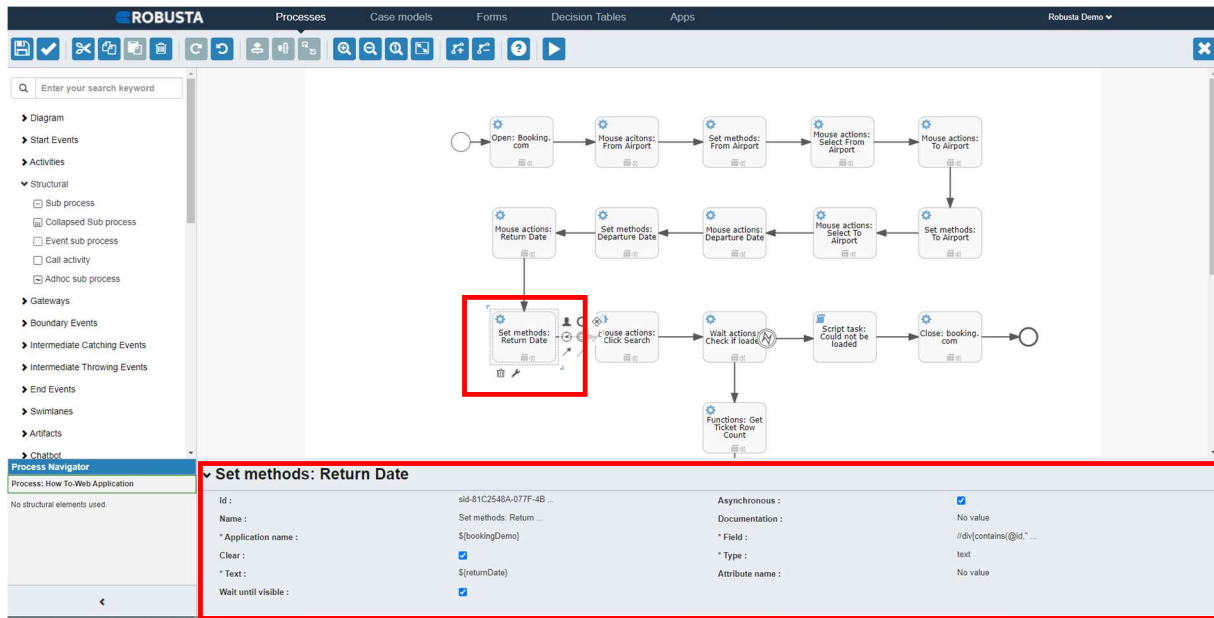 ROBUSTA
Processes
Case models
Forms
Decision Tables
Apps
Robusta Demo
Enter your search keyword
Diagram
Start Events
Activities
Structural
Sub process
Collapsed Sub process
Event sub process
Call activity
Adhoc sub process
Gateways
Boundary Events
Intermediate Catching Events
Intermediate Throwing Events
End Events
Swimlanes
Artifacts
Chatbot
Open: Booking.
com
Mouse acitons:
From Airport
Set methods:
From Airport
Mouse actions:
Select From
Airport
Mouse actions:
To Airport
Mouse actions:
Return Date
Set methods:
Departure Date
Mouse actions:
Departure Date
Mouse actions:
Select To
Airport
Set methods:
To Airport
Set methods:
Return Date
ouse actions:
Click Search
Wait actions:
Check if loade
Script task:
Could not be
loaded
Close: booking.
com
Functions: Get
Ticket Row
Count
Process Navigator
Process: How To-Web Application
No structural elements used.
Set methods: Return Date
Id : sid-81C2548A-077F-4B ...
Asynchronous :
Name : Set methods: Return ...
Documentation : No value
* Application name : ${bookingDemo}
* Field : //div[contains(@id," ...
Clear :
* Type : text
* Text : ${returnDate}
Attribute name : No value
Wait until visible :